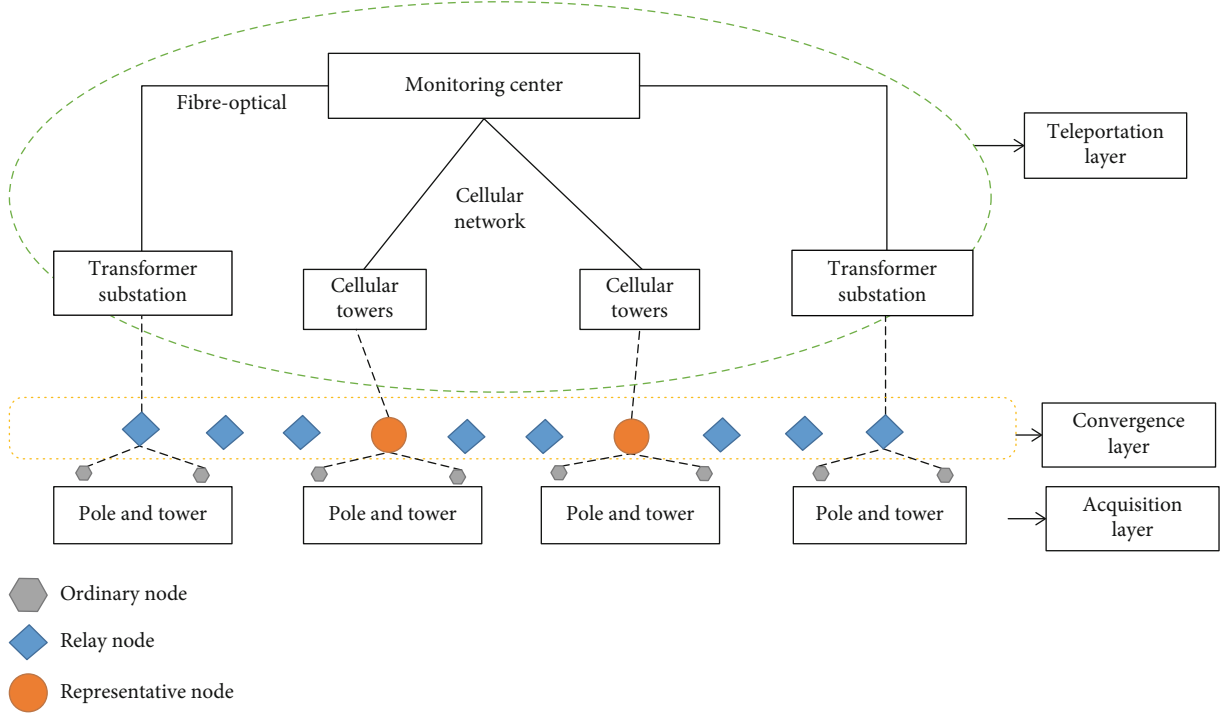 Monitoring center
Fibre-optical
Teleportation
layer
Cellular
network
Transformer
substation
Cellular
towers
Cellular
towers
Transformer
substation
Convergence
layer
Pole and tower
Pole and tower
Pole and tower
Pole and tower
Acquisition
layer
Ordinary node
Relay node
Representative node